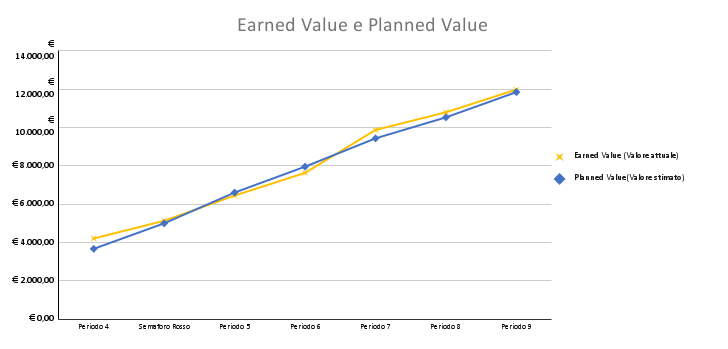 Earned Value e Planned Value
€
14.000,00
€
12.000,00
€
10.000,00
€ 8.000,00
€ 6.000,00
€ 4.000,00
€ 2.000,00
€ 0,00
Periodo 4 Semaforo Rosso Periodo 5 Periodo 6 Periodo 7 Periodo 8 Periodo 9
Earned Value (Valore attuale)
Planned Value(Valore stimato)